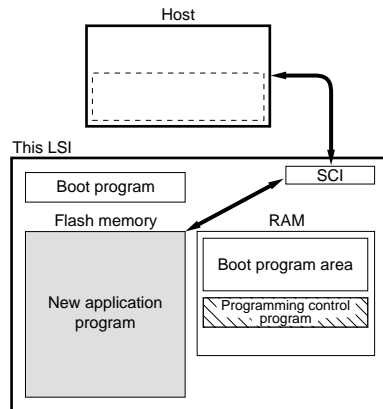 Host
This LSI
SCI
Boot program
Flash memory
RAM
New application
program
Boot program area
Programming control
program